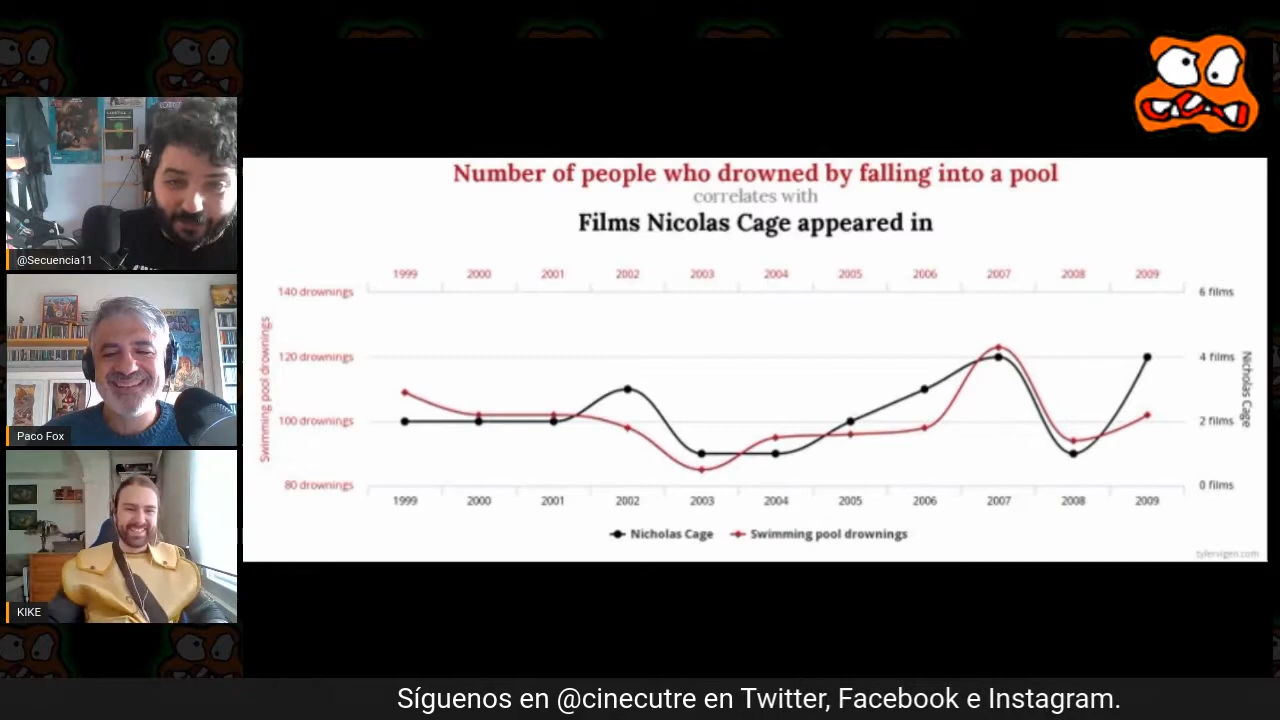 @Secuencia11
Paco Fox
KIKE
Number of people who drowned by falling into a pool
correlates with
Films Nicolas Cage appeared in
1999 2000 2001 2002 2003 2004 2005 2006 2007 2008 2009
140 drownings
120 drownings
100 drownings
80 drownings
Swimming pool drownings
6 films
4 films
2 films
0 films
Nicholas Cage
1999 2000 2001 2002 2003 2004 2005 2006 2007 2008 2009
Nicholas Cage Swimming pool drownings
tylervigen.com
Síguenos en @cinecutre en Twitter, Facebook e Instagram.